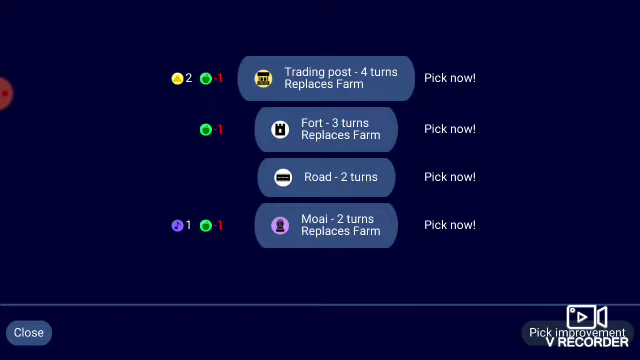 2 -1 Trading post - 4 turns Pick now!
Replaces Farm
-1 Fort - 3 turns Pick now!
Replaces Farm
Road - 2 turns Pick now!
1 -1 Moai - 2 turns Pick now!
Replaces Farm
Close Pick improvement
V RECORDER